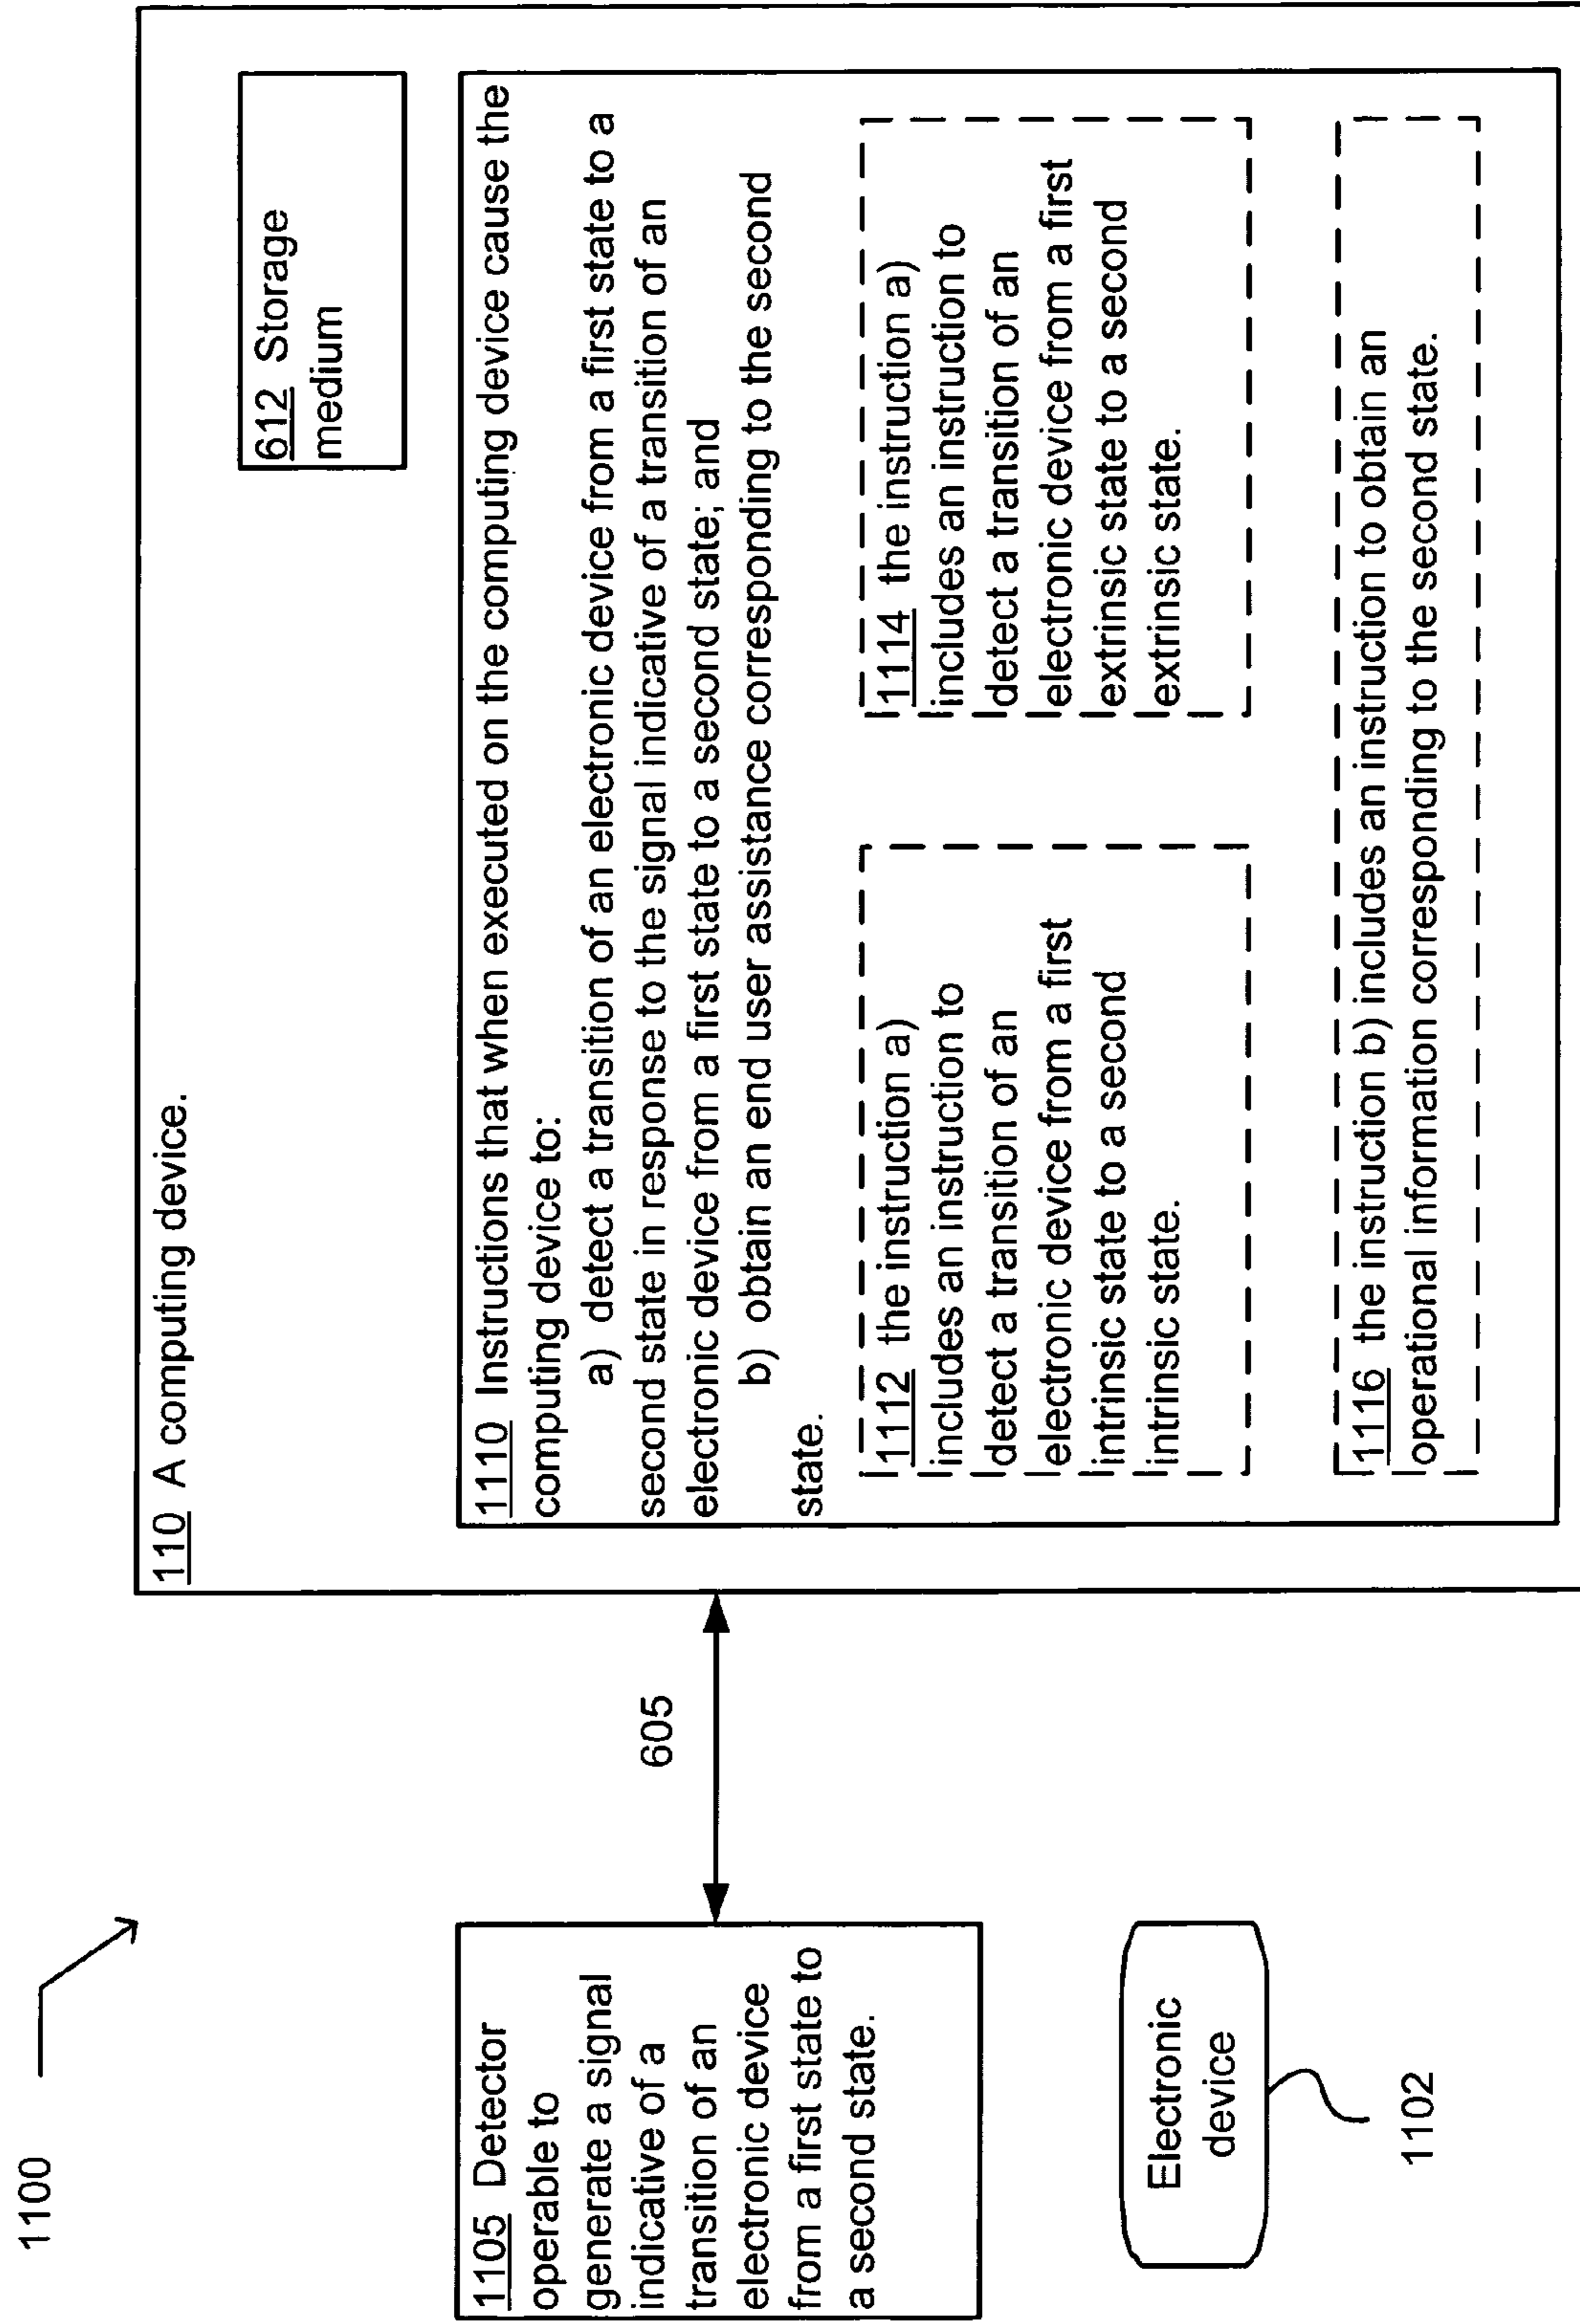 1100
110 A computing device.
612 Storage
medium
1110 Instructions that when executed on the computing device cause the
computing device to:
a) detect a transition of an electronic device from a first state to a
second state in response to the signal indicative of a transition of an
electronic device from a first state to a second state; and
b) obtain an end user assistance corresponding to the second
state.
1112 the instruction a)
includes an instruction to
detect a transition of an
electronic device from a first
intrinsic state to a second
intrinsic state.
1114 the instruction a)
includes an instruction to
detect a transition of an
electronic device from a first
extrinsic state to a second
extrinsic state.
1116 the instruction b) includes an instruction to obtain an
operational information corresponding to the second state.
605
1105 Detector
operable to
generate a signal
indicative of a
transition of an
electronic device
from a first state to
a second state.
Electronic
device
1102